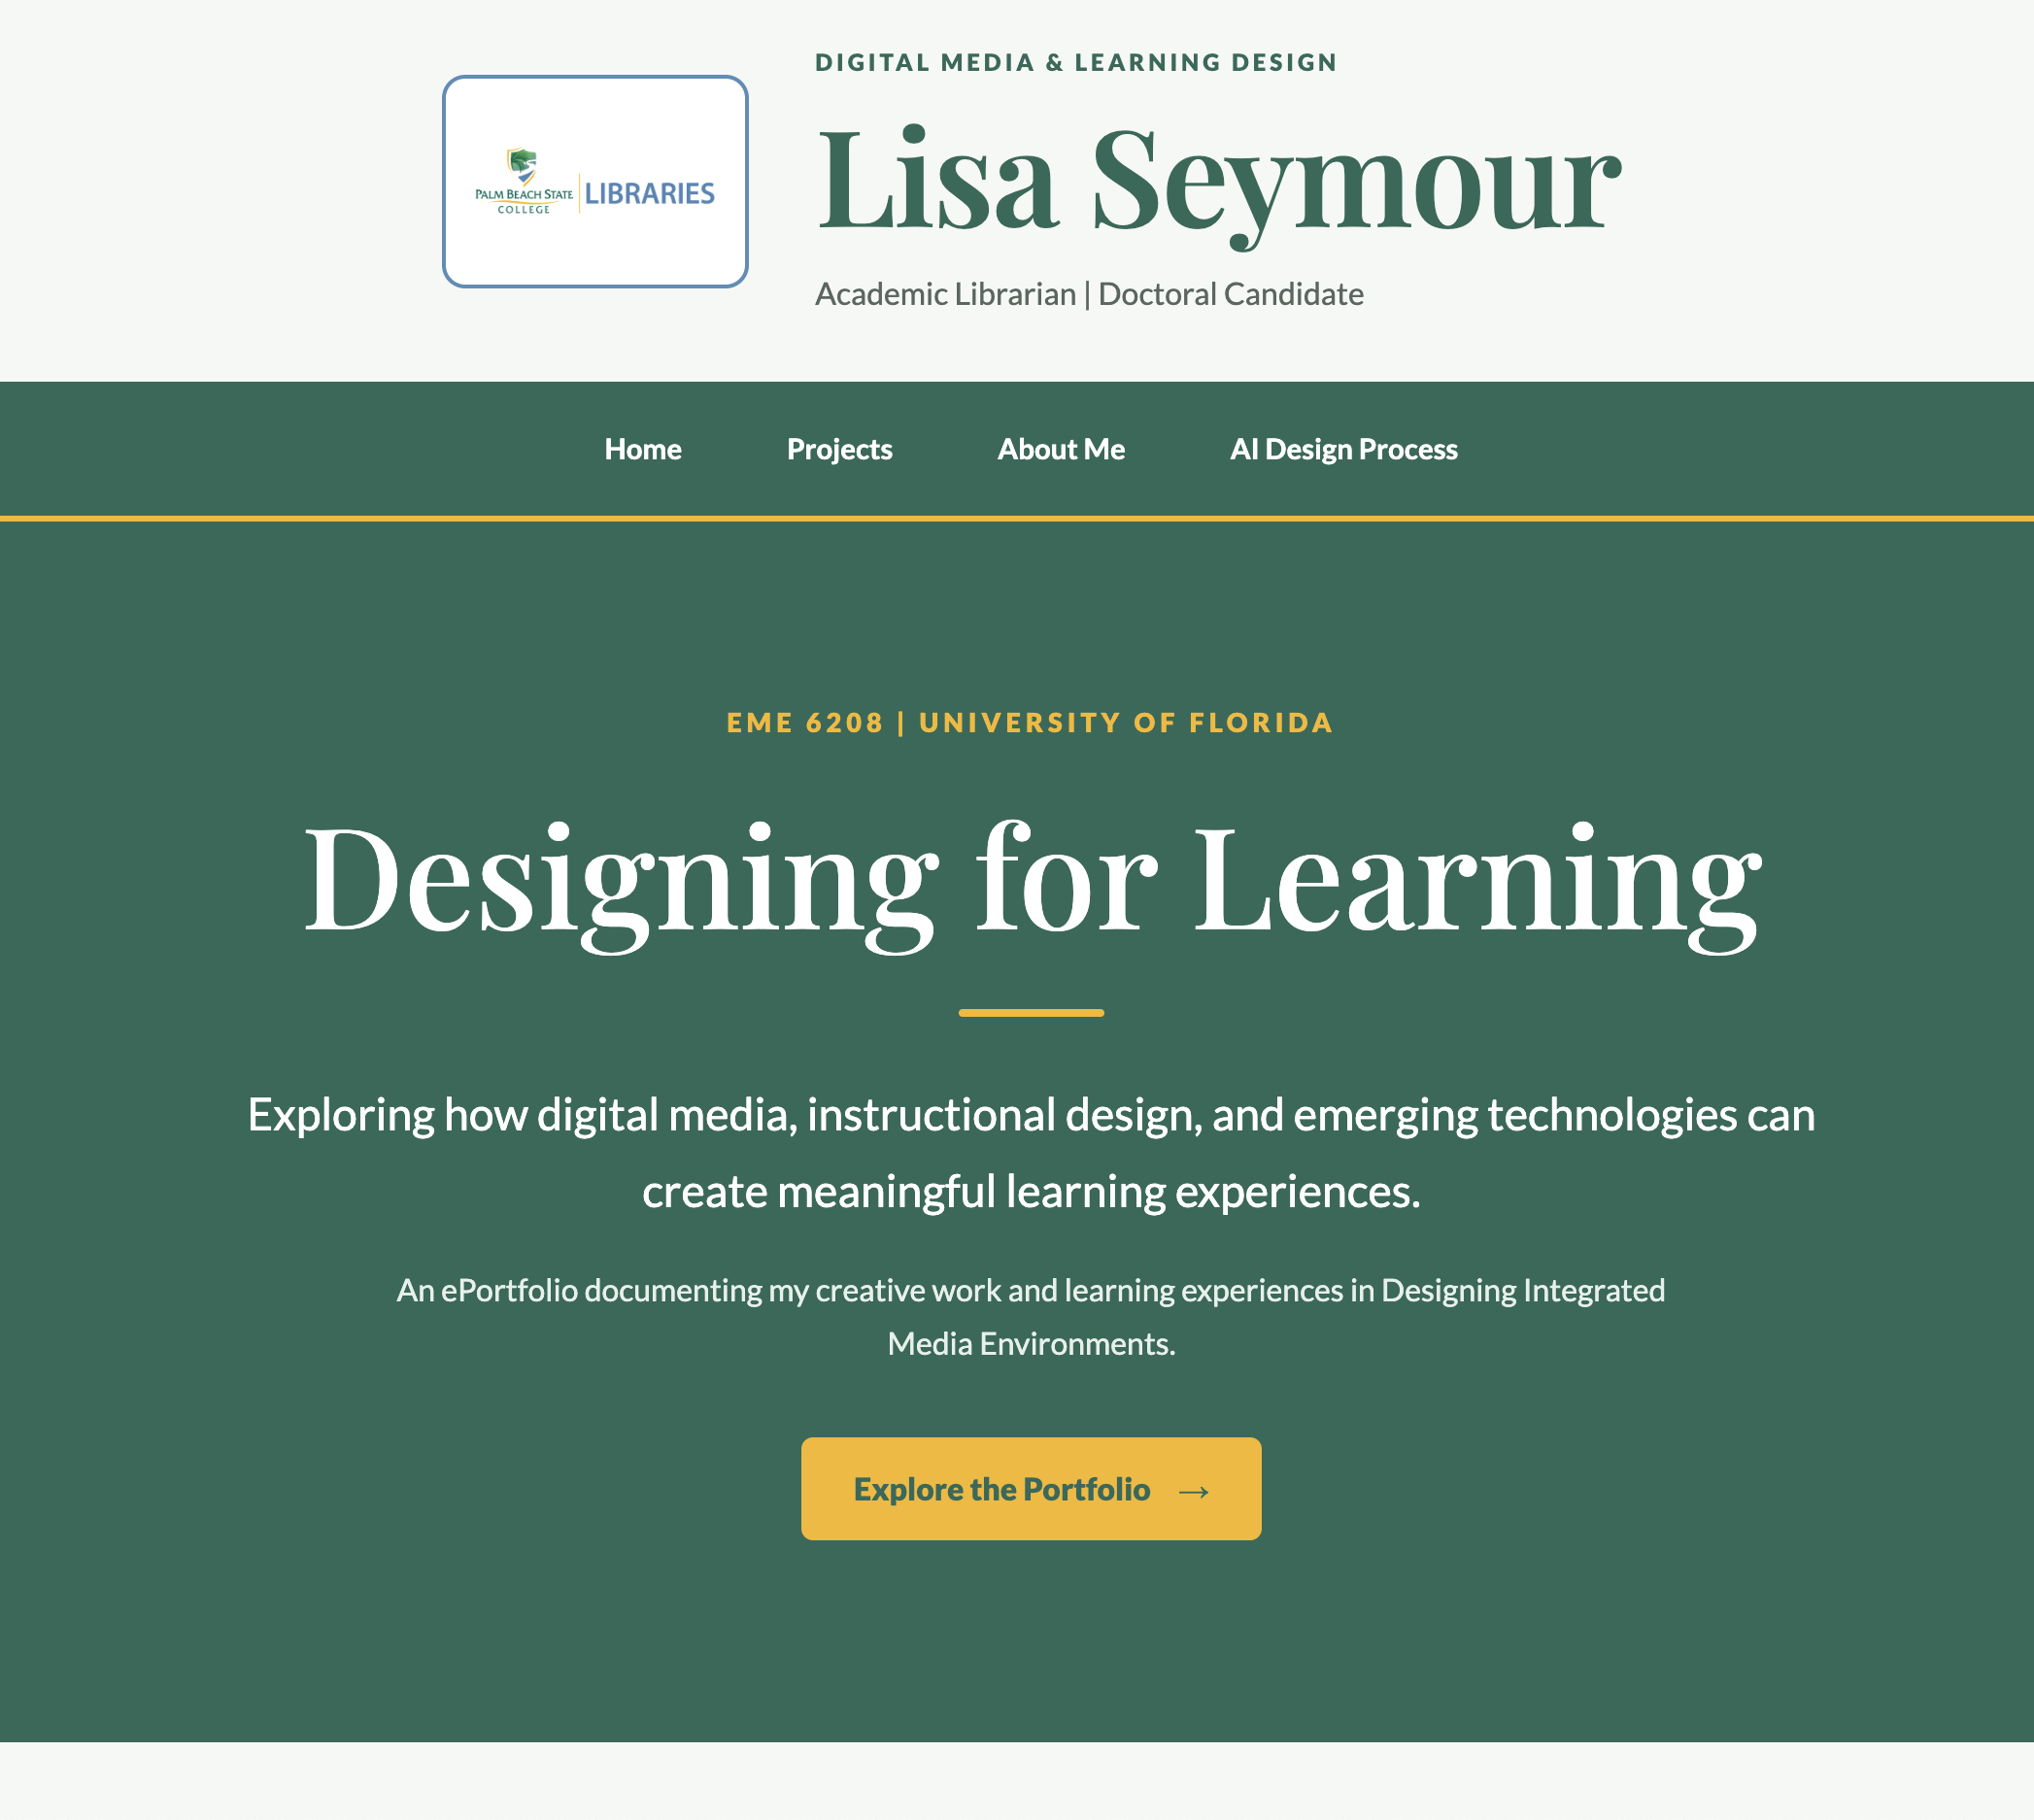 DIGITAL MEDIA & LEARNING DESIGN
PALM BEACH STATE
COLLEGE
LIBRARIES
Lisa Seymour
Academic Librarian | Doctoral Candidate
Home
Projects
About Me
AI Design Process
EME 6208 | UNIVERSITY OF FLORIDA
Designing for Learning
Exploring how digital media, instructional design, and emerging technologies can
create meaningful learning experiences.
An ePortfolio documenting my creative work and learning experiences in Designing Integrated
Media Environments.
Explore the Portfolio →